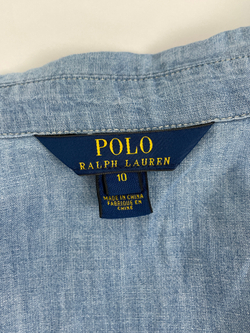 POLO
RALPH LAUREN
10
MADE IN CHINA
FABRIQUÉ EN
CHINE